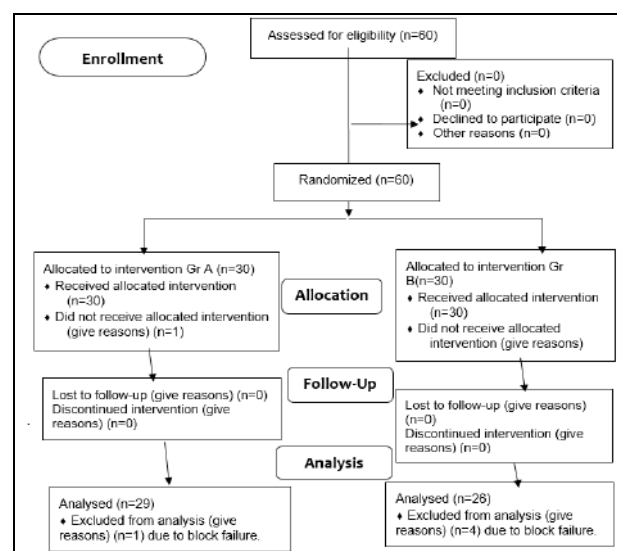 Assessed for eligibility (n=60)
Enrollment
Excluded (n=0)
♦ Not meeting inclusion criteria
(n=0)
♦ Declined to participate (n=0)
♦ Other reasons (n=0)
Randomized (n=60)
Allocated to intervention Gr A (n=30)
♦ Received allocated intervention
(n=30)
♦ Did not receive allocated intervention
(give reasons) (n=1)
Allocation
Allocated to intervention Gr
B(n=30)
♦ Received allocated intervention
(n=30)
♦ Did not receive allocated
intervention (give reasons)
Follow-Up
Lost to follow-up (give reasons) (n=0)
Discontinued intervention (give
reasons) (n=0)
Lost to follow-up (give reasons)
(n=0)
Discontinued intervention (give
reasons) (n=0)
Analysis
Analysed (n=29)
♦ Excluded from analysis (give
reasons) (n=1) due to block failure.
Analysed (n=26)
♦ Excluded from analysis (give
reasons) (n=4) due to block failure.